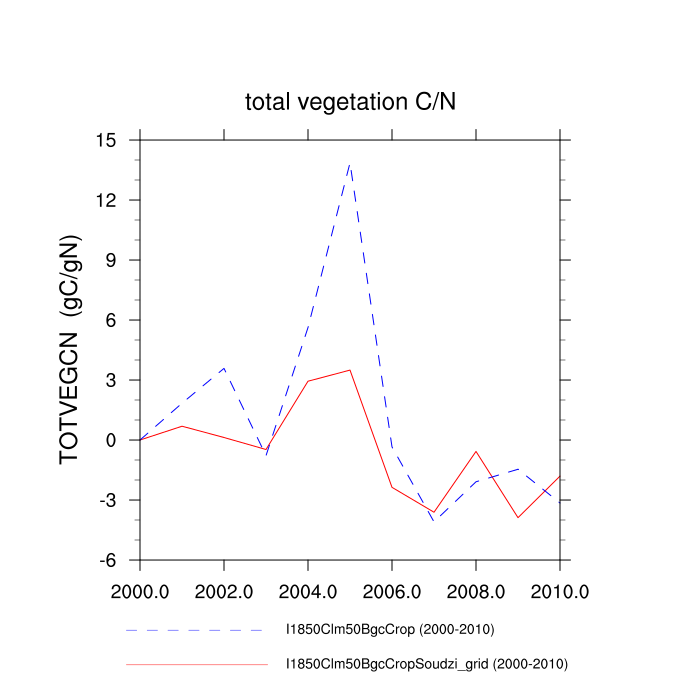 total vegetation C/N
TOTVEGCN (gC/gN)
15
12
9
6
3
0
-3
-6
2000.0 2002.0 2004.0 2006.0 2008.0 2010.0
I1850Clm50BgcCrop (2000-2010)
I1850Clm50BgcCropSoudzi_grid (2000-2010)